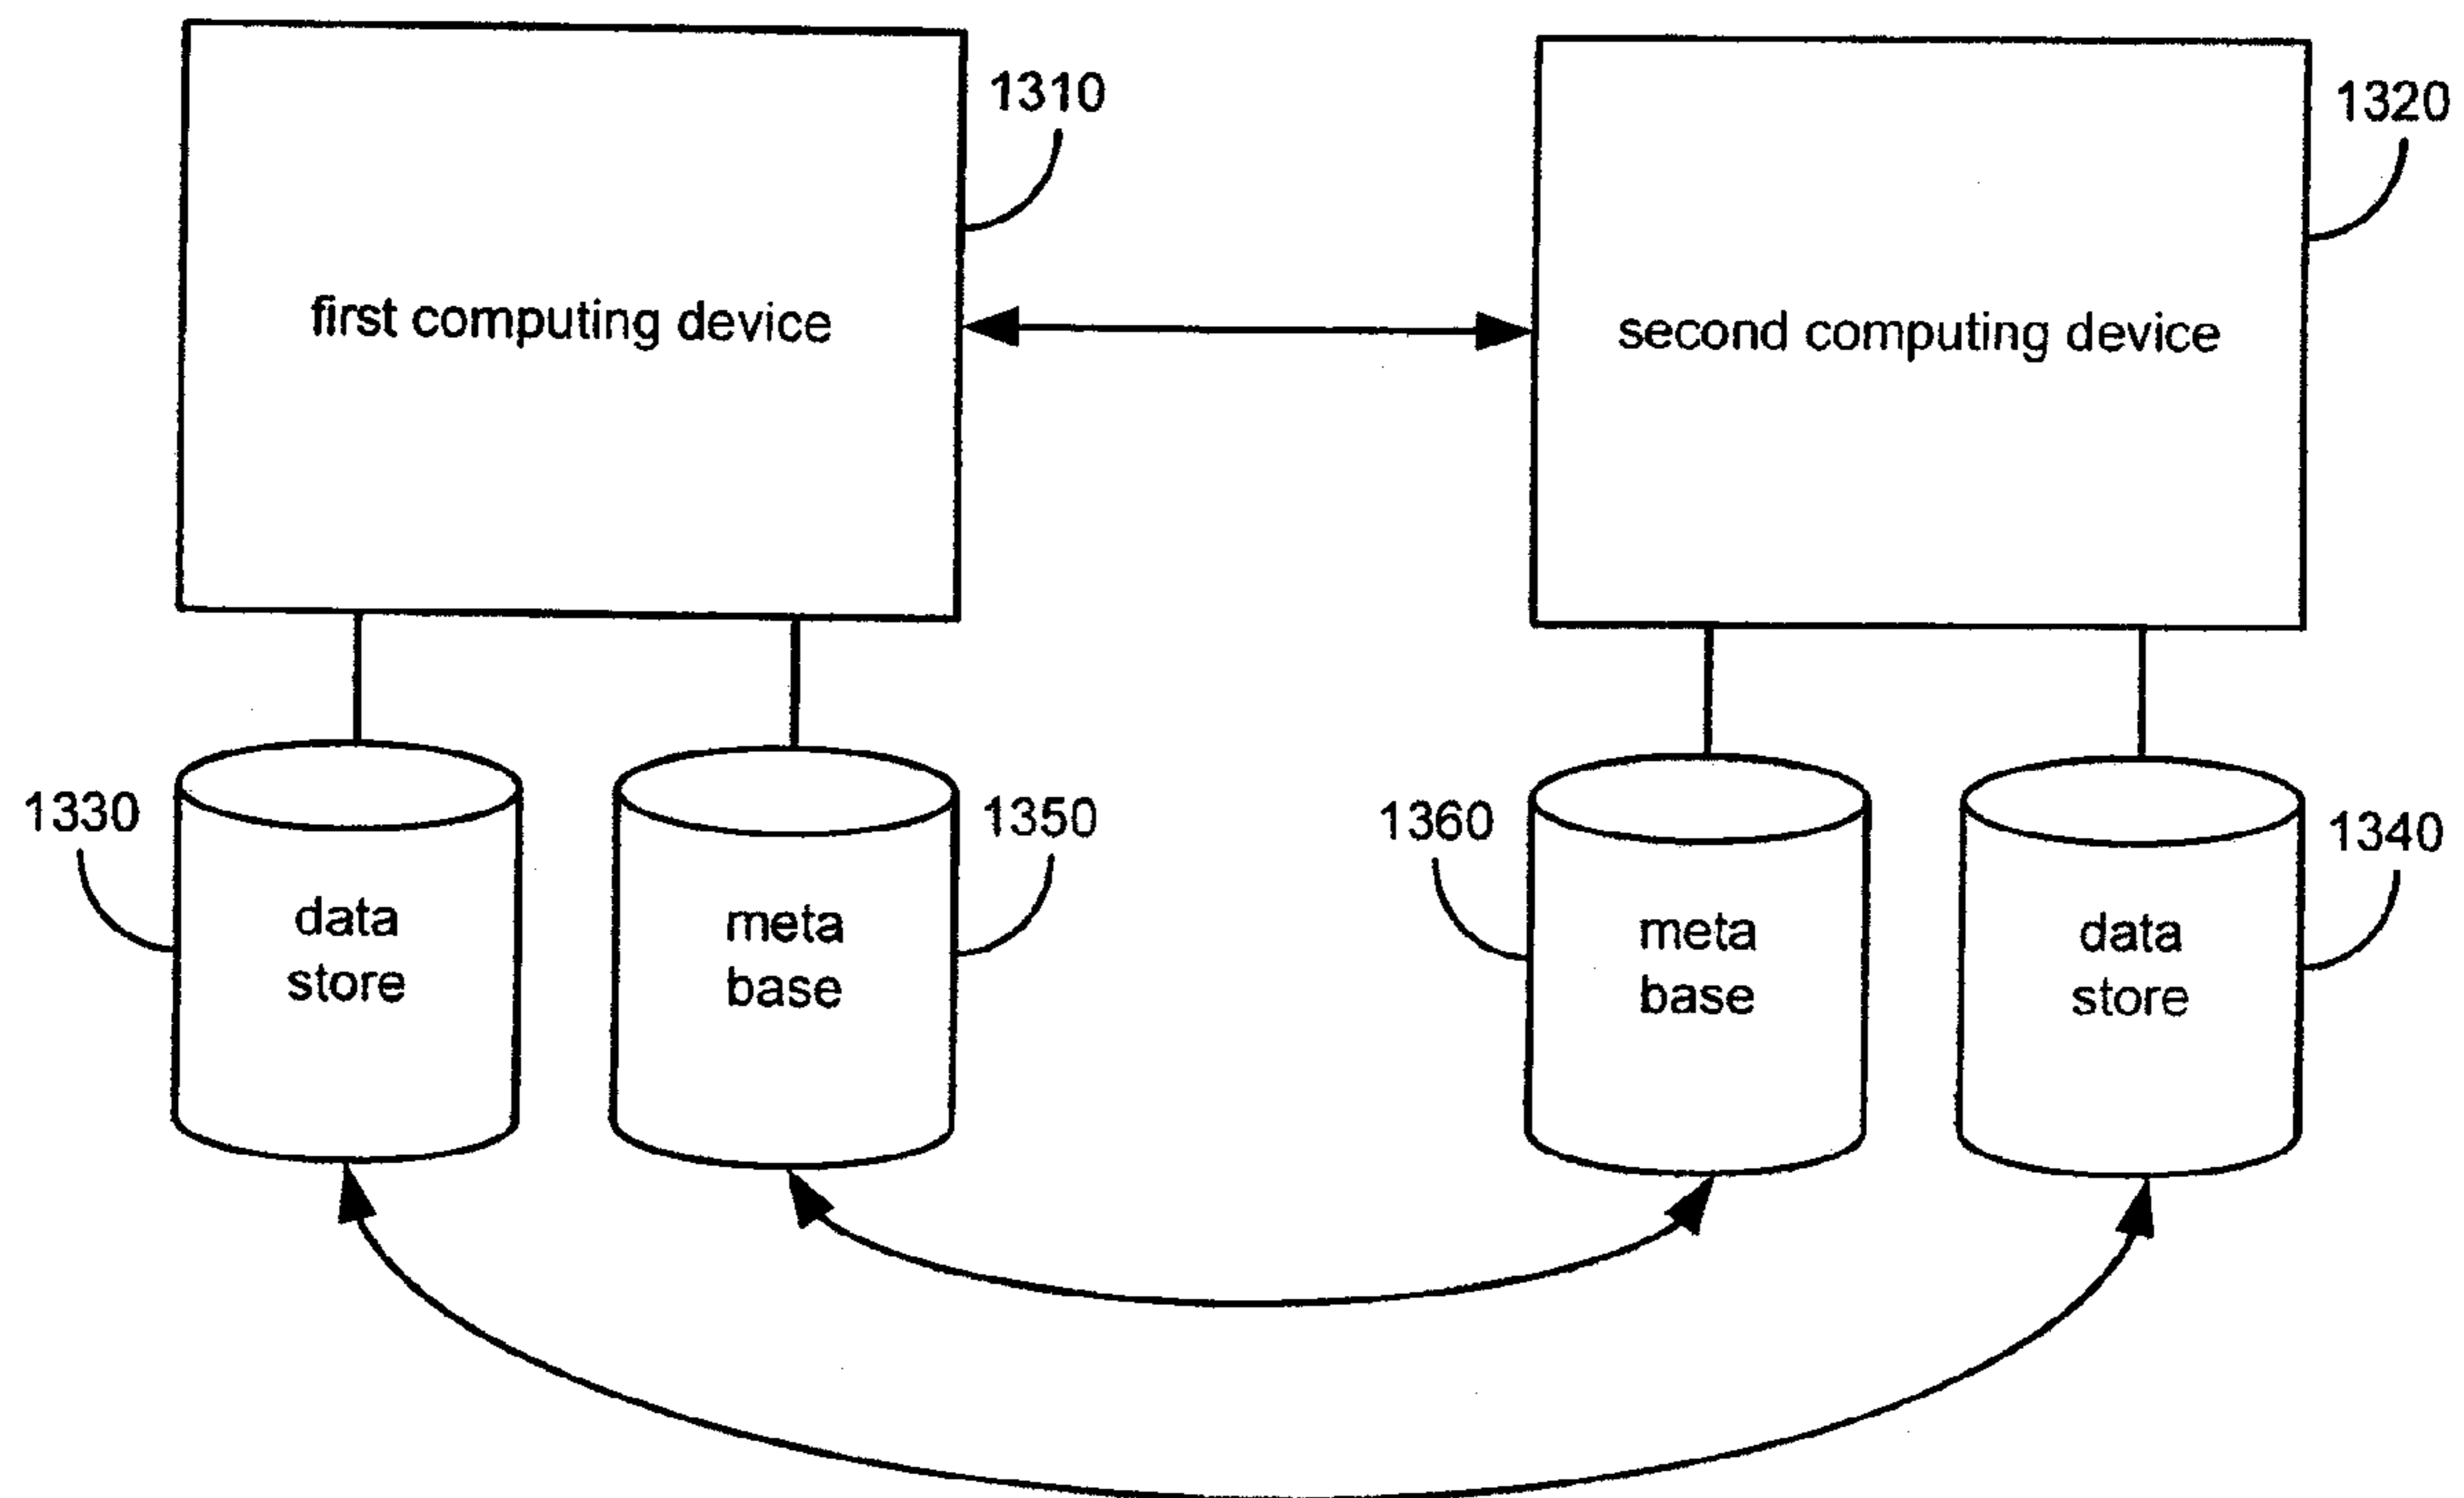 1310
1320
first computing device
second computing device
1330
1350
1360
1340
data
store
meta
base
meta
base
data
store